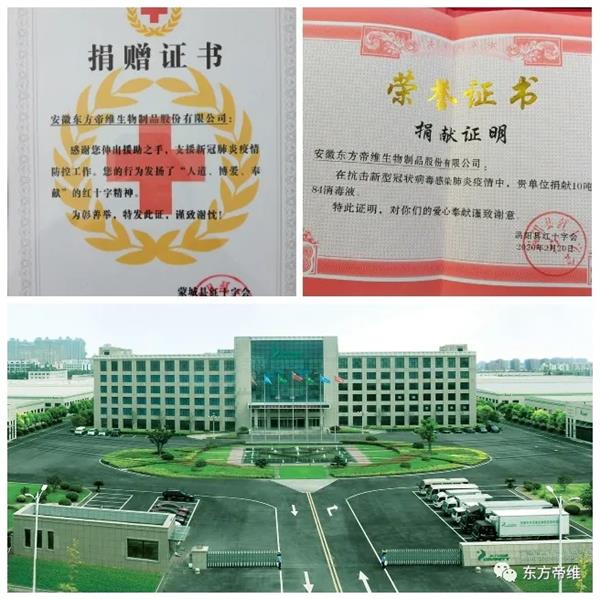 捐赠证书
安徽东方帝维生物制品股份有限公司：
感谢您伸出援助之手，支援新冠肺炎疫情
防控工作。您的行为发扬了“人道、博爱、奉
献”的红十字精神。
为彰善举，特发此证，谨致谢忱！
蒙城县红十字会
荣誉证书
捐献证明
安徽东方帝维生物制品股份有限公司：
在抗击新型冠状病毒感染肺炎疫情中，贵单位捐献10吨
84消毒液。
特此证明，对你们的爱心奉献谨致谢意。
涡阳县红十字会
2020年2月20日
东方帝维